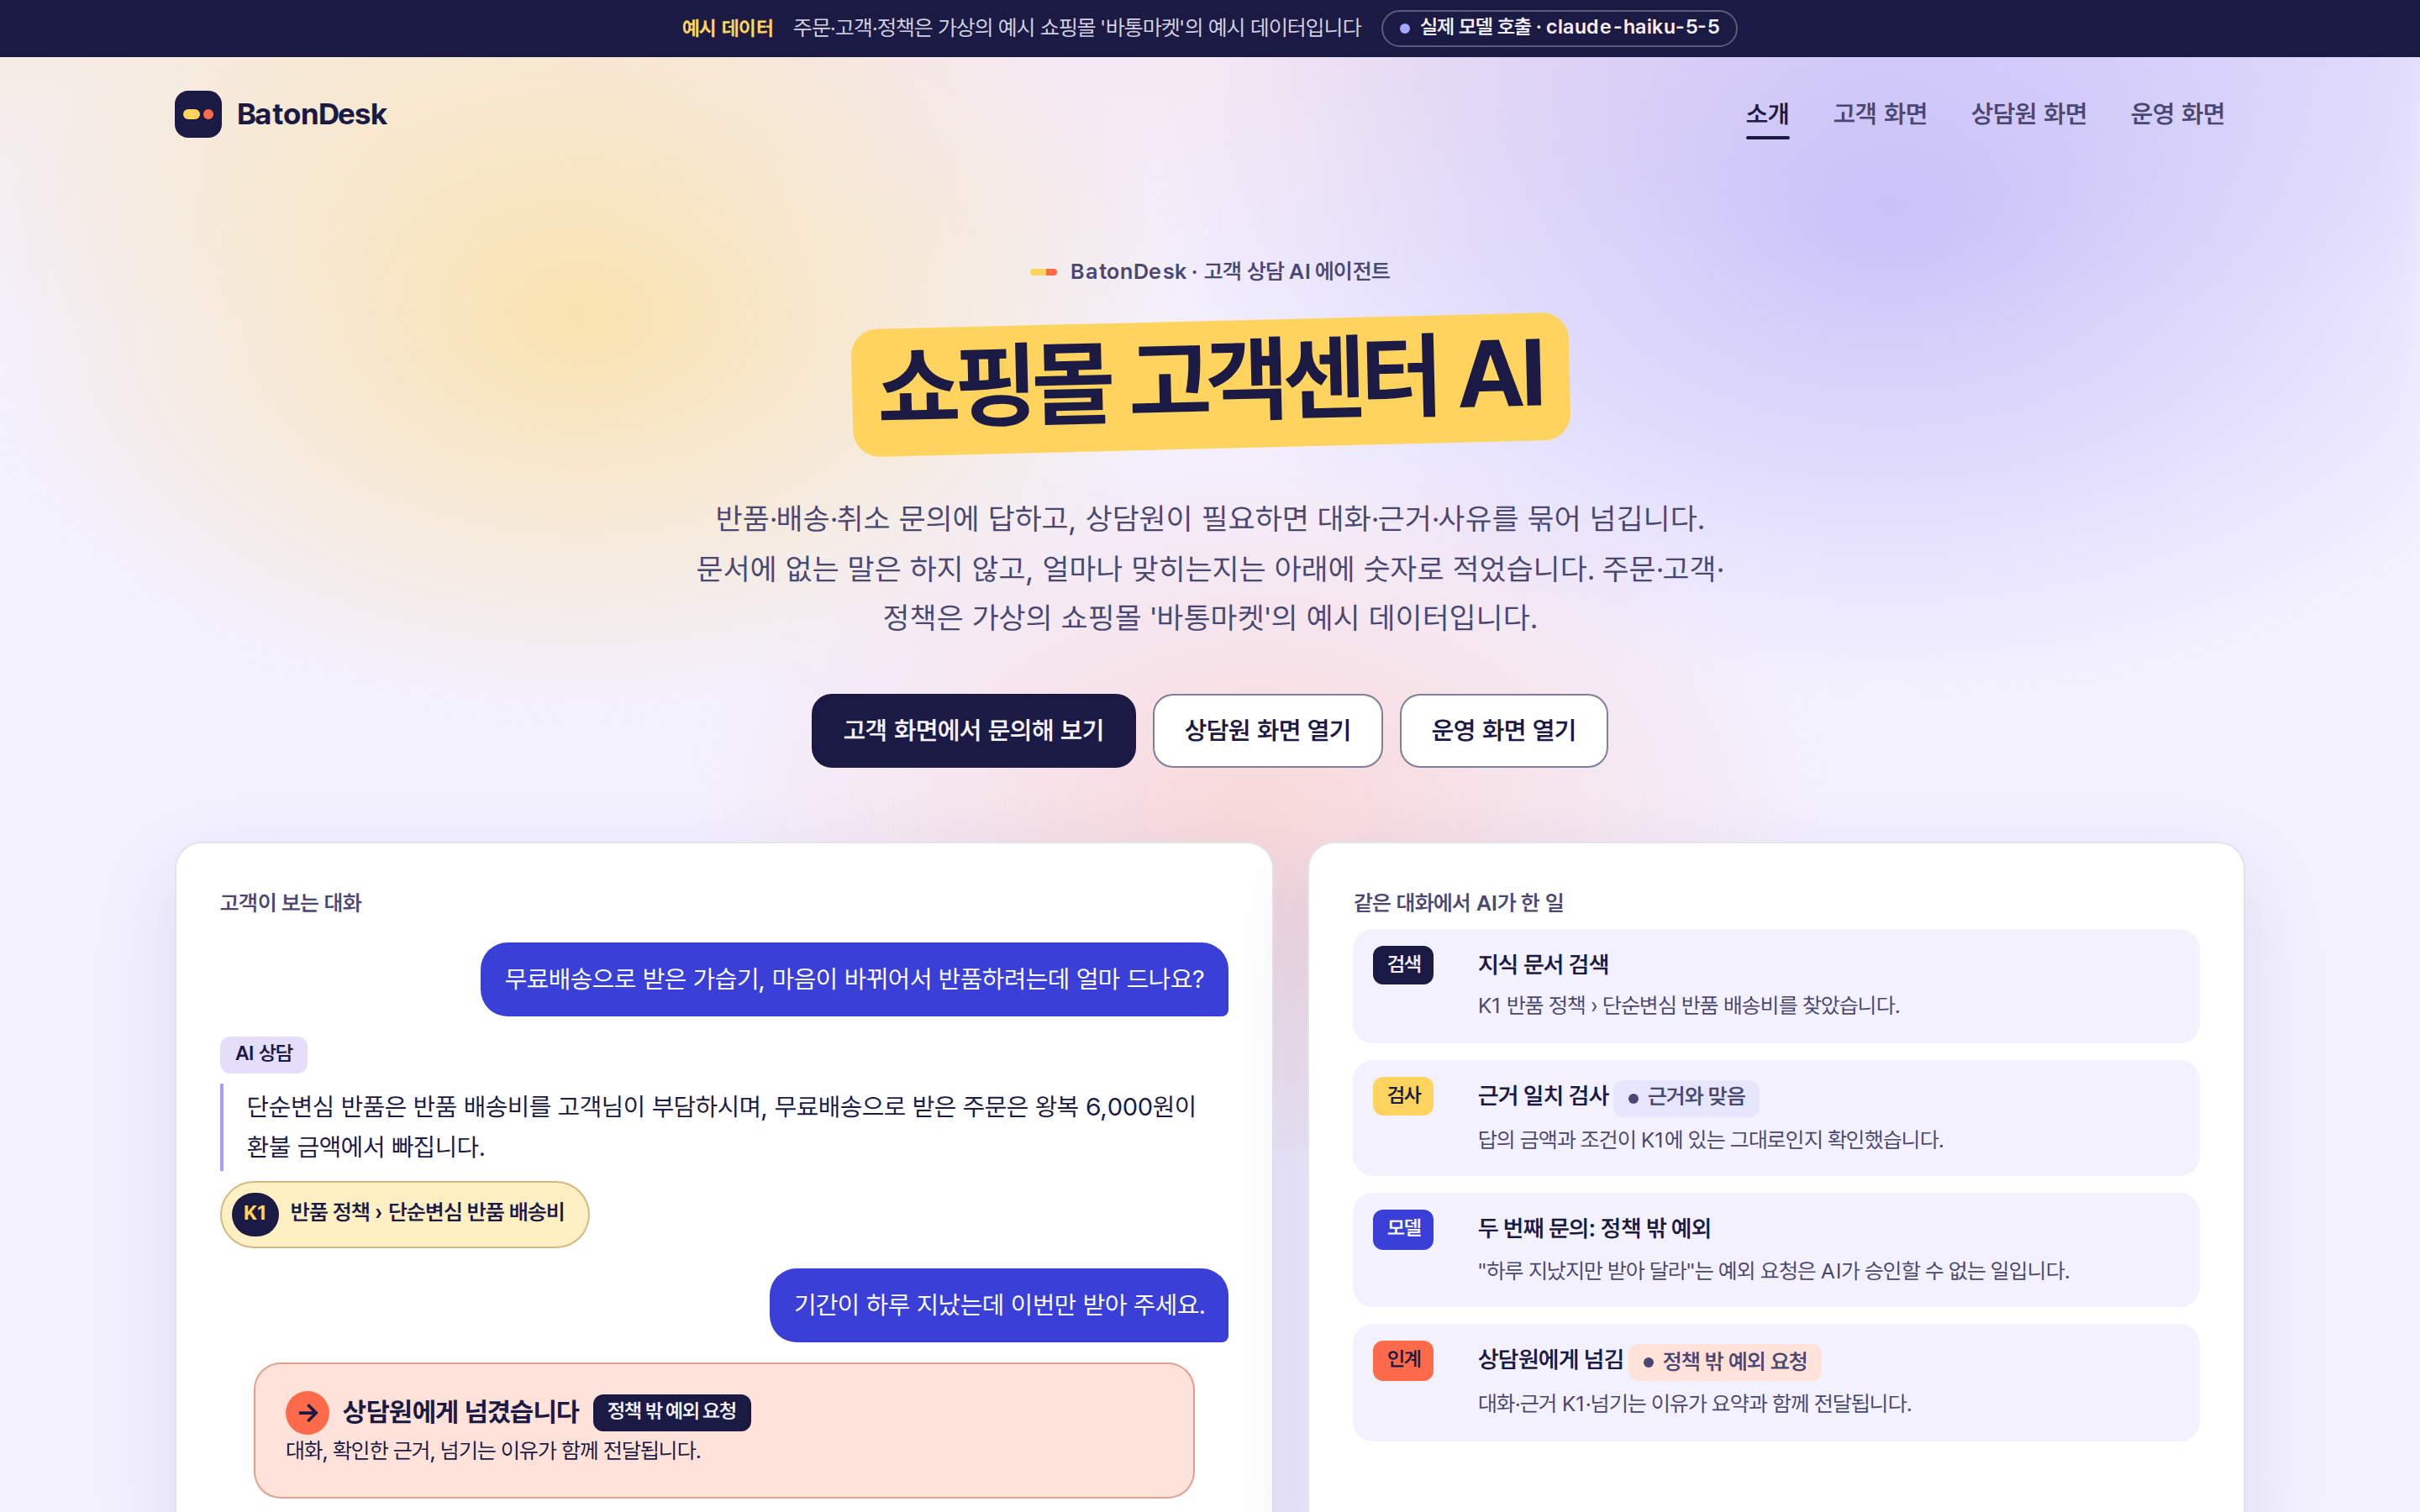 예시 데이터 주문·고객·정책은 가상의 예시 쇼핑몰 '바통마켓'의 예시 데이터입니다 실제 모델 호출 · claude-haiku-5-5
BatonDesk
소개 고객 화면 상담원 화면 운영 화면
BatonDesk · 고객 상담 AI 에이전트
쇼핑몰 고객센터 AI
반품·배송·취소 문의에 답하고, 상담원이 필요하면 대화·근거·사유를 묶어 넘깁니다.
문서에 없는 말은 하지 않고, 얼마나 맞히는지는 아래에 숫자로 적었습니다. 주문·고객·
정책은 가상의 쇼핑몰 '바통마켓'의 예시 데이터입니다.
고객 화면에서 문의해 보기 상담원 화면 열기 운영 화면 열기
고객이 보는 대화
무료배송으로 받은 가습기, 마음이 바뀌어서 반품하려는데 얼마 드나요?
AI 상담
단순변심 반품은 반품 배송비를 고객님이 부담하시며, 무료배송으로 받은 주문은 왕복 6,000원이
환불 금액에서 빠집니다.
K1 반품 정책 › 단순변심 반품 배송비
기간이 하루 지났는데 이번만 받아 주세요.
→ 상담원에게 넘겼습니다 정책 밖 예외 요청
대화, 확인한 근거, 넘기는 이유가 함께 전달됩니다.
같은 대화에서 AI가 한 일
검색 지식 문서 검색
K1 반품 정책 › 단순변심 반품 배송비를 찾았습니다.
검사 근거 일치 검사 근거와 맞음
답의 금액과 조건이 K1에 있는 그대로인지 확인했습니다.
모델 두 번째 문의: 정책 밖 예외
"하루 지났지만 받아 달라"는 예외 요청은 AI가 승인할 수 없는 일입니다.
인계 상담원에게 넘김 정책 밖 예외 요청
대화·근거 K1·넘기는 이유가 요약과 함께 전달됩니다.